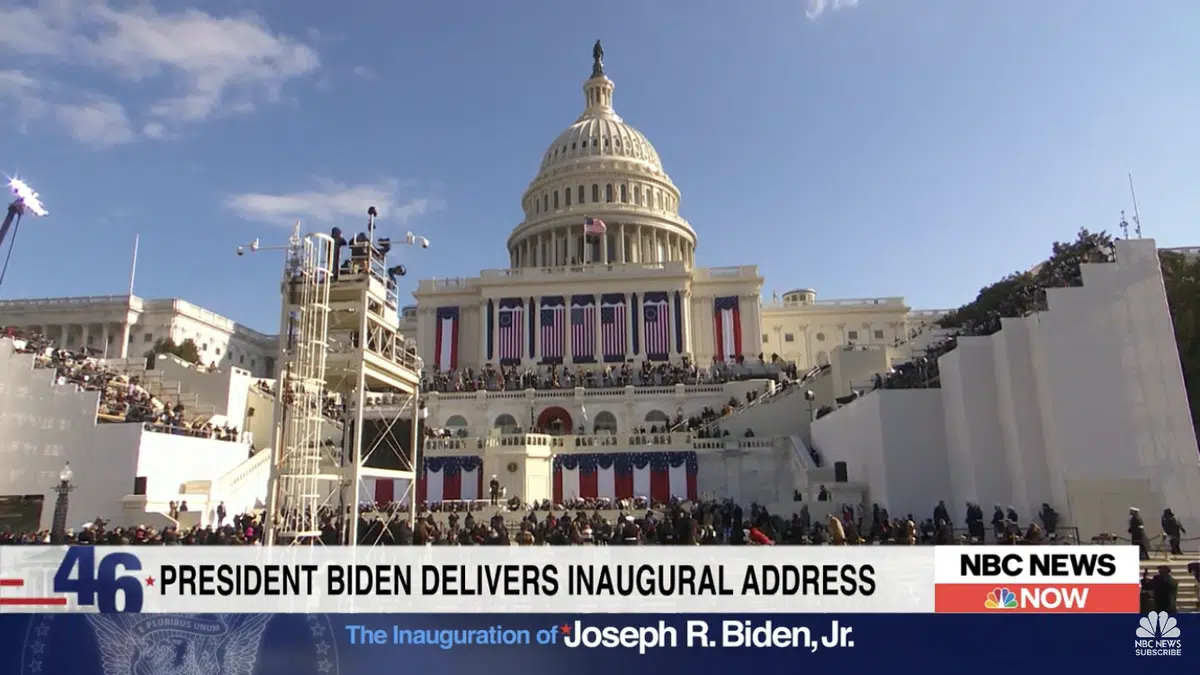 46 PRESIDENT BIDEN DELIVERS INAUGURAL ADDRESS
NBC NEWS
NOW
E PLURIBUS UNUM
The Inauguration of Joseph R. Biden, Jr.
NBC NEWS
SUBSCRIBE